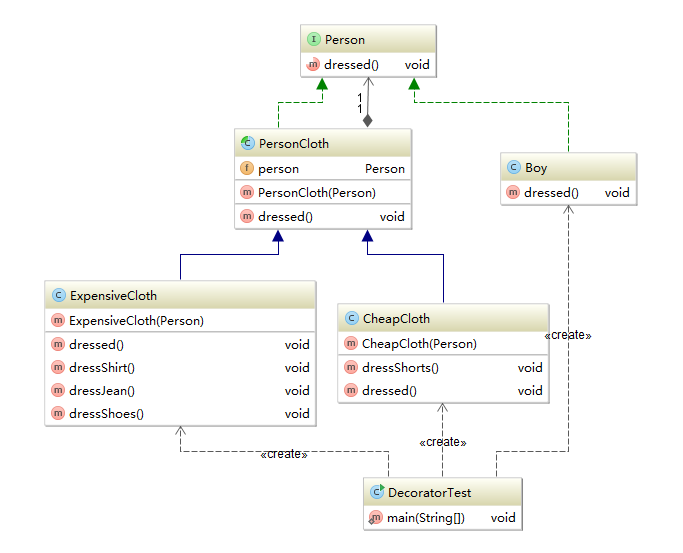 I Person
m dressed() void
1
1
C PersonCloth
f person Person
m PersonCloth(Person)
m dressed() void
C Boy
m dressed() void
C ExpensiveCloth
m ExpensiveCloth(Person)
m dressed() void
m dressShirt() void
m dressJean() void
m dressShoes() void
C CheapCloth
m CheapCloth(Person)
m dressShorts() void
m dressed() void
«create»
«create»
«create»
C DecoratorTest
m main(String[]) void